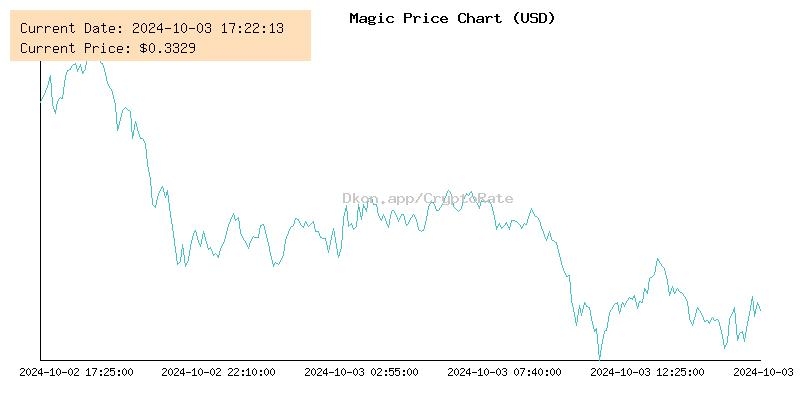 Magic Price Chart (USD)
Current Date: 2024-10-03 17:22:13
Current Price: $0.3329
Dkon.app/CryptoRate
2024-10-02 17:25:00 2024-10-02 22:10:00 2024-10-03 02:55:00 2024-10-03 07:40:00 2024-10-03 12:25:00 2024-10-03